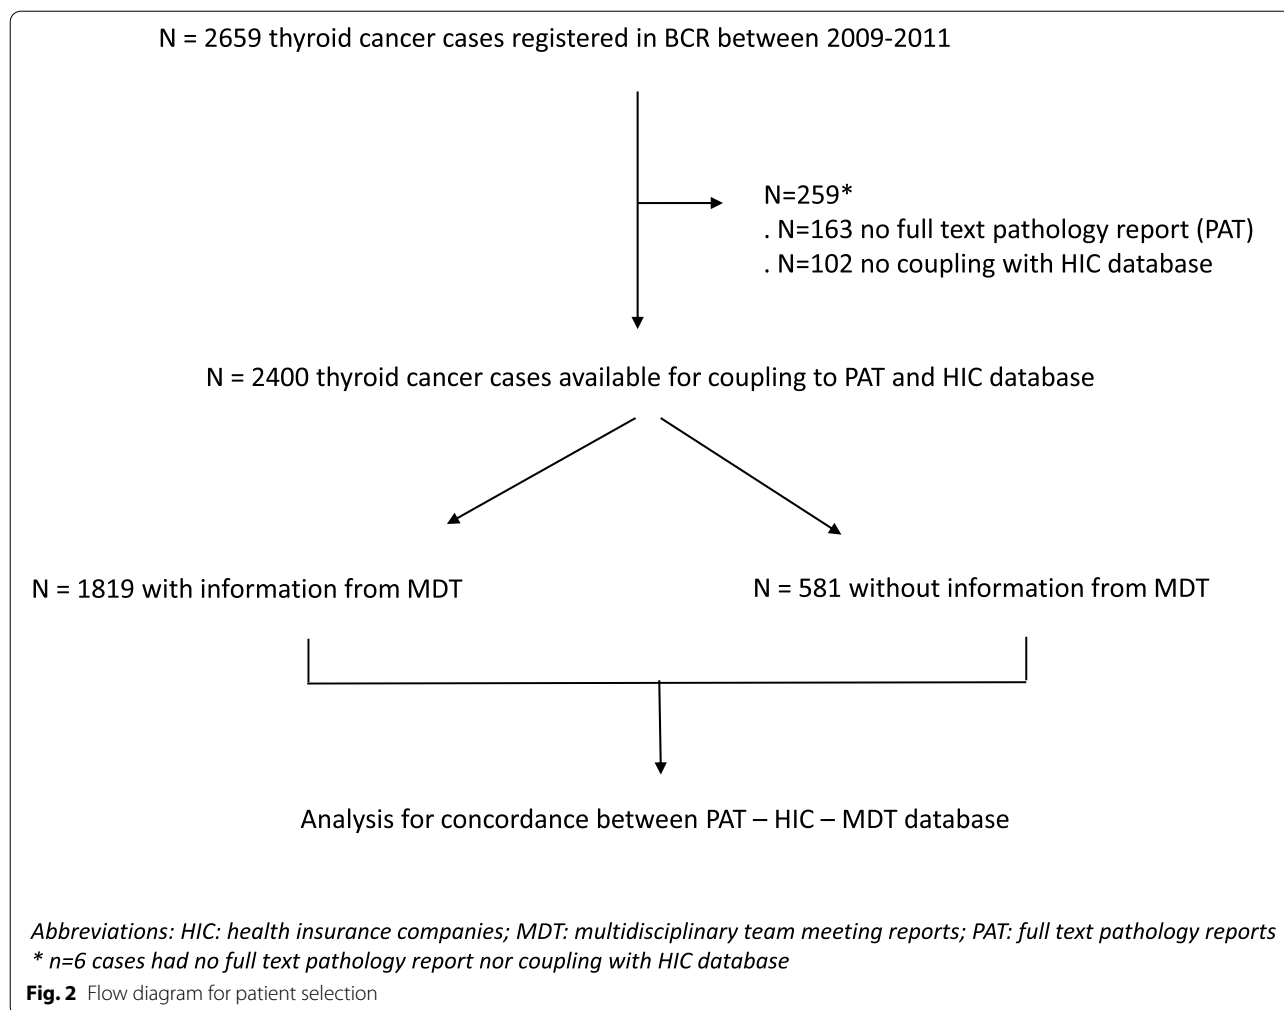 N = 2659 thyroid cancer cases registered in BCR between 2009-2011
N=259*
. N=163 no full text pathology report (PAT)
. N=102 no coupling with HIC database
N = 2400 thyroid cancer cases available for coupling to PAT and HIC database
N = 1819 with information from MDT
N = 581 without information from MDT
Analysis for concordance between PAT – HIC – MDT database
Abbreviations: HIC: health insurance companies; MDT: multidisciplinary team meeting reports; PAT: full text pathology reports
* n=6 cases had no full text pathology report nor coupling with HIC database
Fig. 2 Flow diagram for patient selection